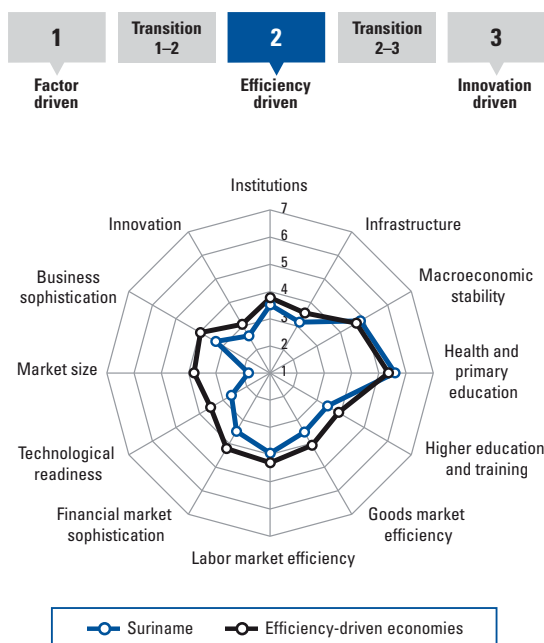 1
Transition
1–2
2
Transition
2–3
3
Factor
driven
Efficiency
driven
Innovation
driven
Institutions
Infrastructure
Macroeconomic
stability
Health and
primary
education
Higher education
and training
Goods market
efficiency
Labor market efficiency
Financial market
sophistication
Technological
readiness
Market size
Business
sophistication
Innovation
7
6
5
4
3
2
1
Suriname
Efficiency-driven economies